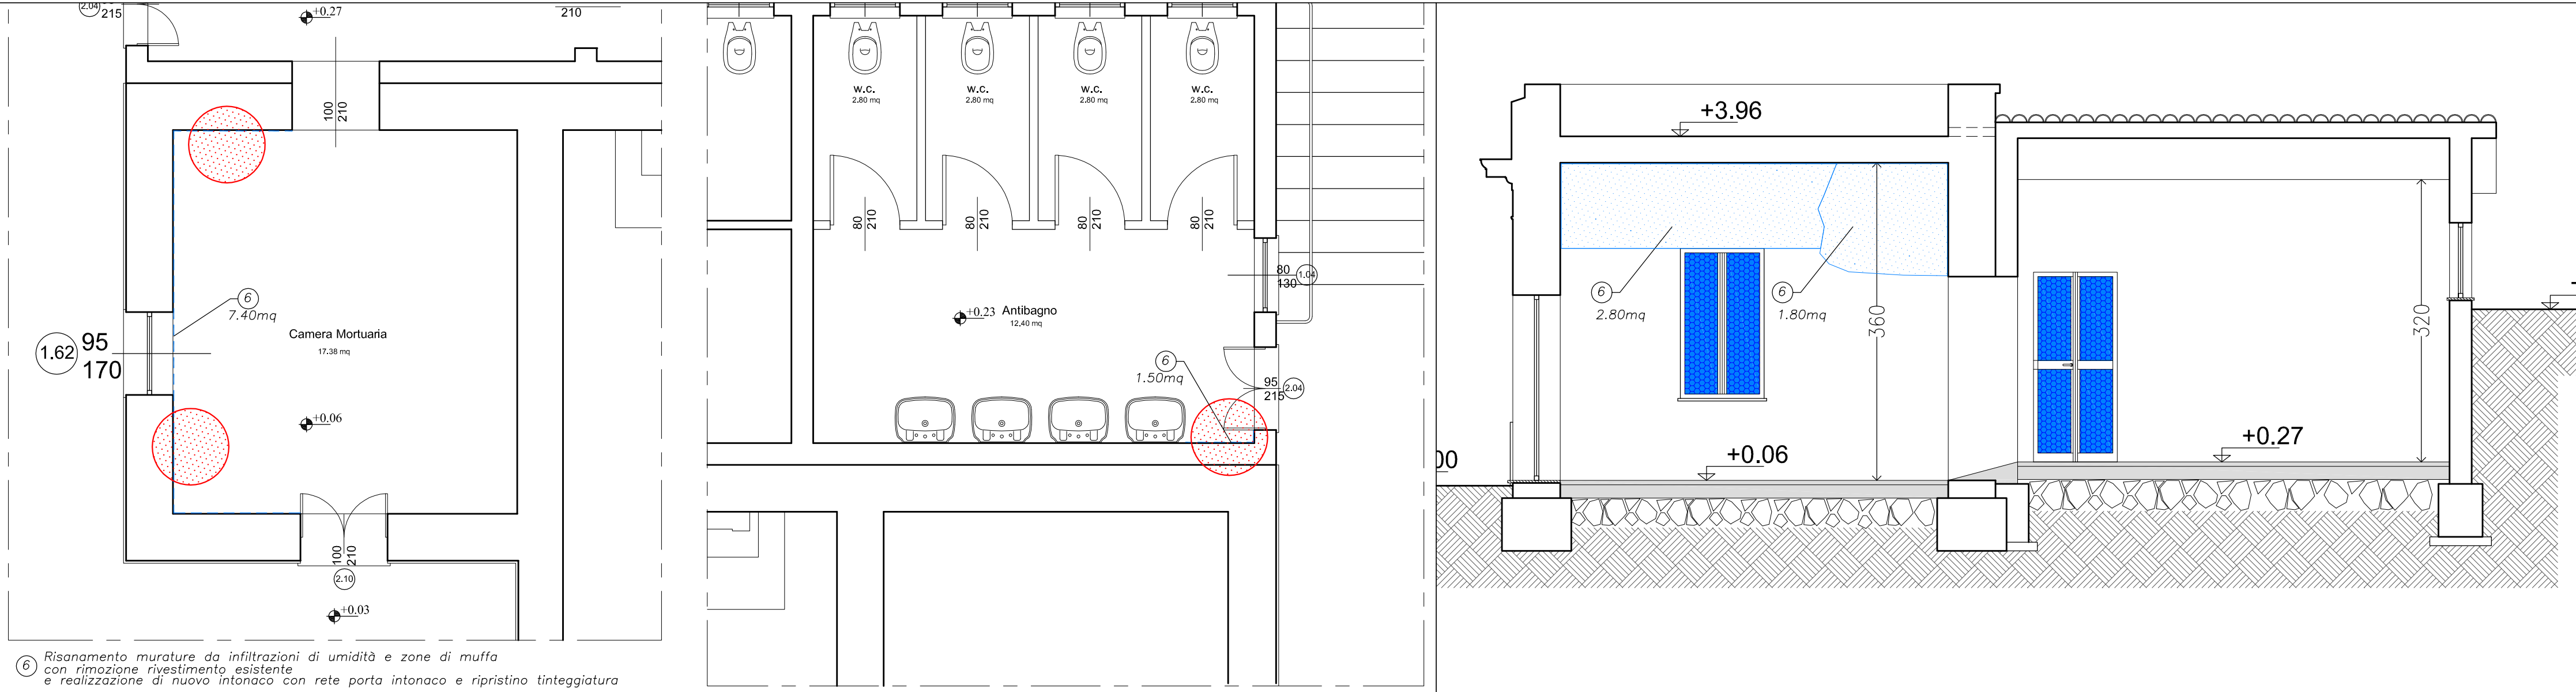 2.04
215
+0.27
210
100
210
6
7.40mq
Camera Mortuaria
17.38 mq
1.62
95
170
+0.06
100
210
2.10
+0.03
6 Risanamento murature da infiltrazioni di umidità e zone di muffa
con rimozione rivestimento esistente
e realizzazione di nuovo intonaco con rete porta intonaco e ripristino tinteggiatura
w.c.
2.80 mq
w.c.
2.80 mq
w.c.
2.80 mq
w.c.
2.80 mq
80
210
80
210
80
210
80
210
80
130
1.04
+0.23
Antibagno
12,40 mq
6
1.50mq
95
215
2.04
+3.96
6
2.80mq
6
1.80mq
360
320
+0.06
+0.27
00